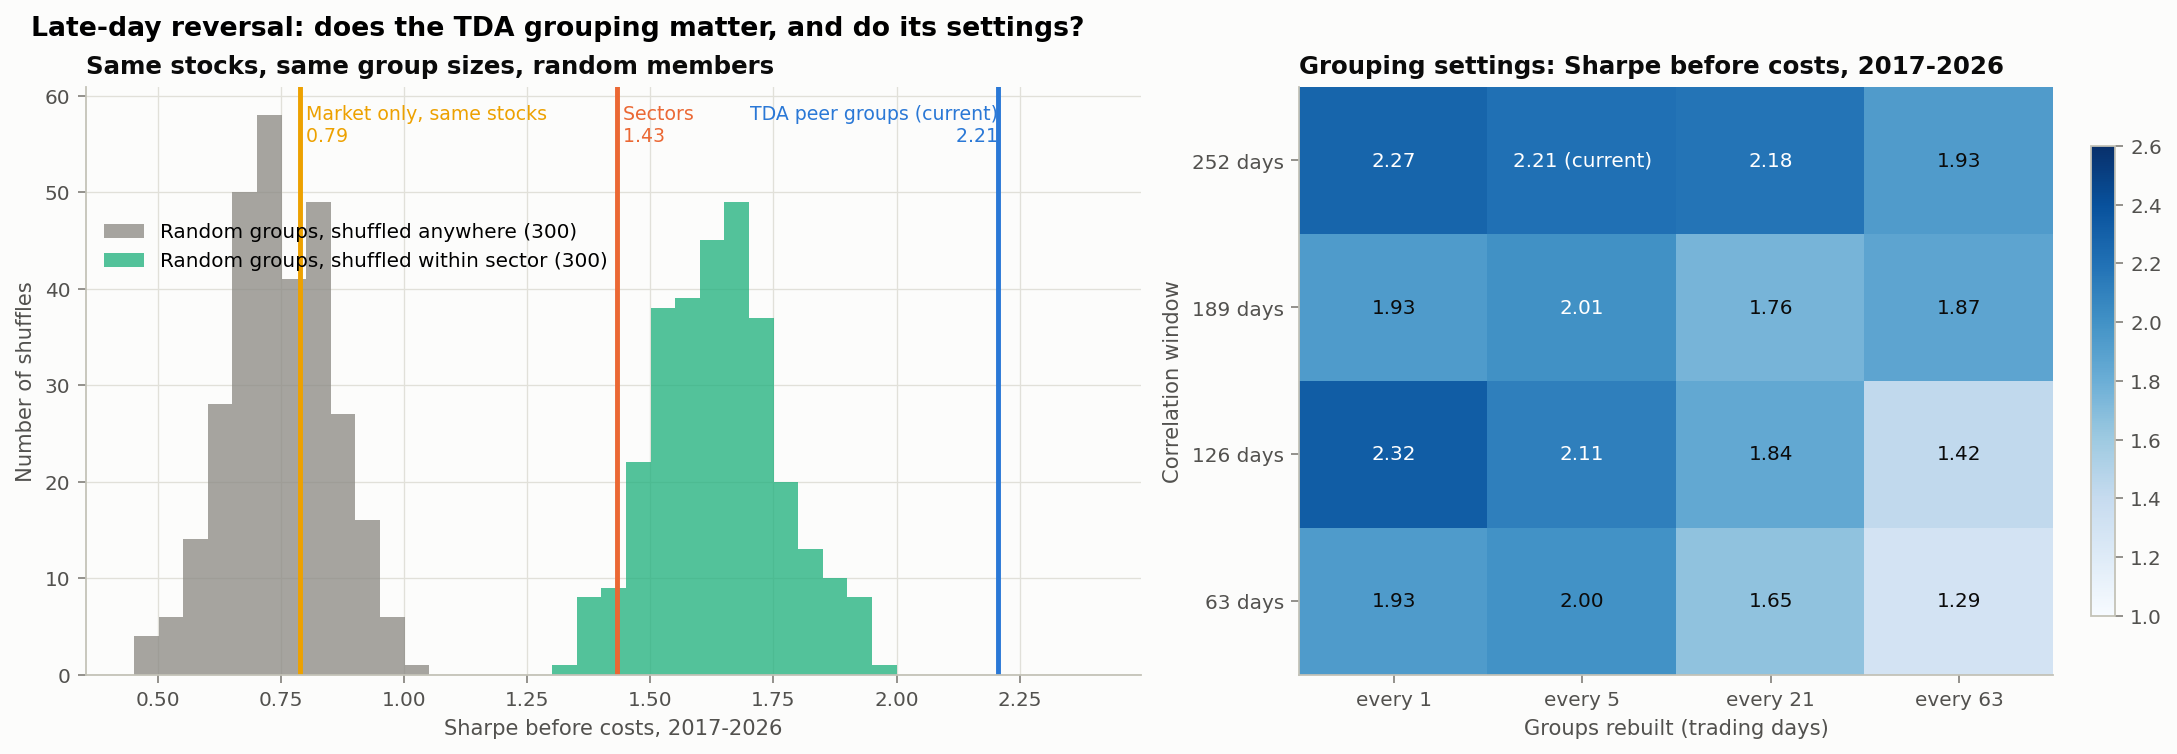 Late-day reversal: does the TDA grouping matter, and do its settings?
Same stocks, same group sizes, random members
Market only, same stocks
0.79
Sectors
1.43
TDA peer groups (current)
2.21
Random groups, shuffled anywhere (300)
Random groups, shuffled within sector (300)
Number of shuffles
60
50
40
30
20
10
0
0.50 0.75 1.00 1.25 1.50 1.75 2.00 2.25
Sharpe before costs, 2017-2026
Grouping settings: Sharpe before costs, 2017-2026
Correlation window
252 days 2.27 2.21 (current) 2.18 1.93
189 days 1.93 2.01 1.76 1.87
126 days 2.32 2.11 1.84 1.42
63 days 1.93 2.00 1.65 1.29
every 1 every 5 every 21 every 63
Groups rebuilt (trading days)
2.6
2.4
2.2
2.0
1.8
1.6
1.4
1.2
1.0